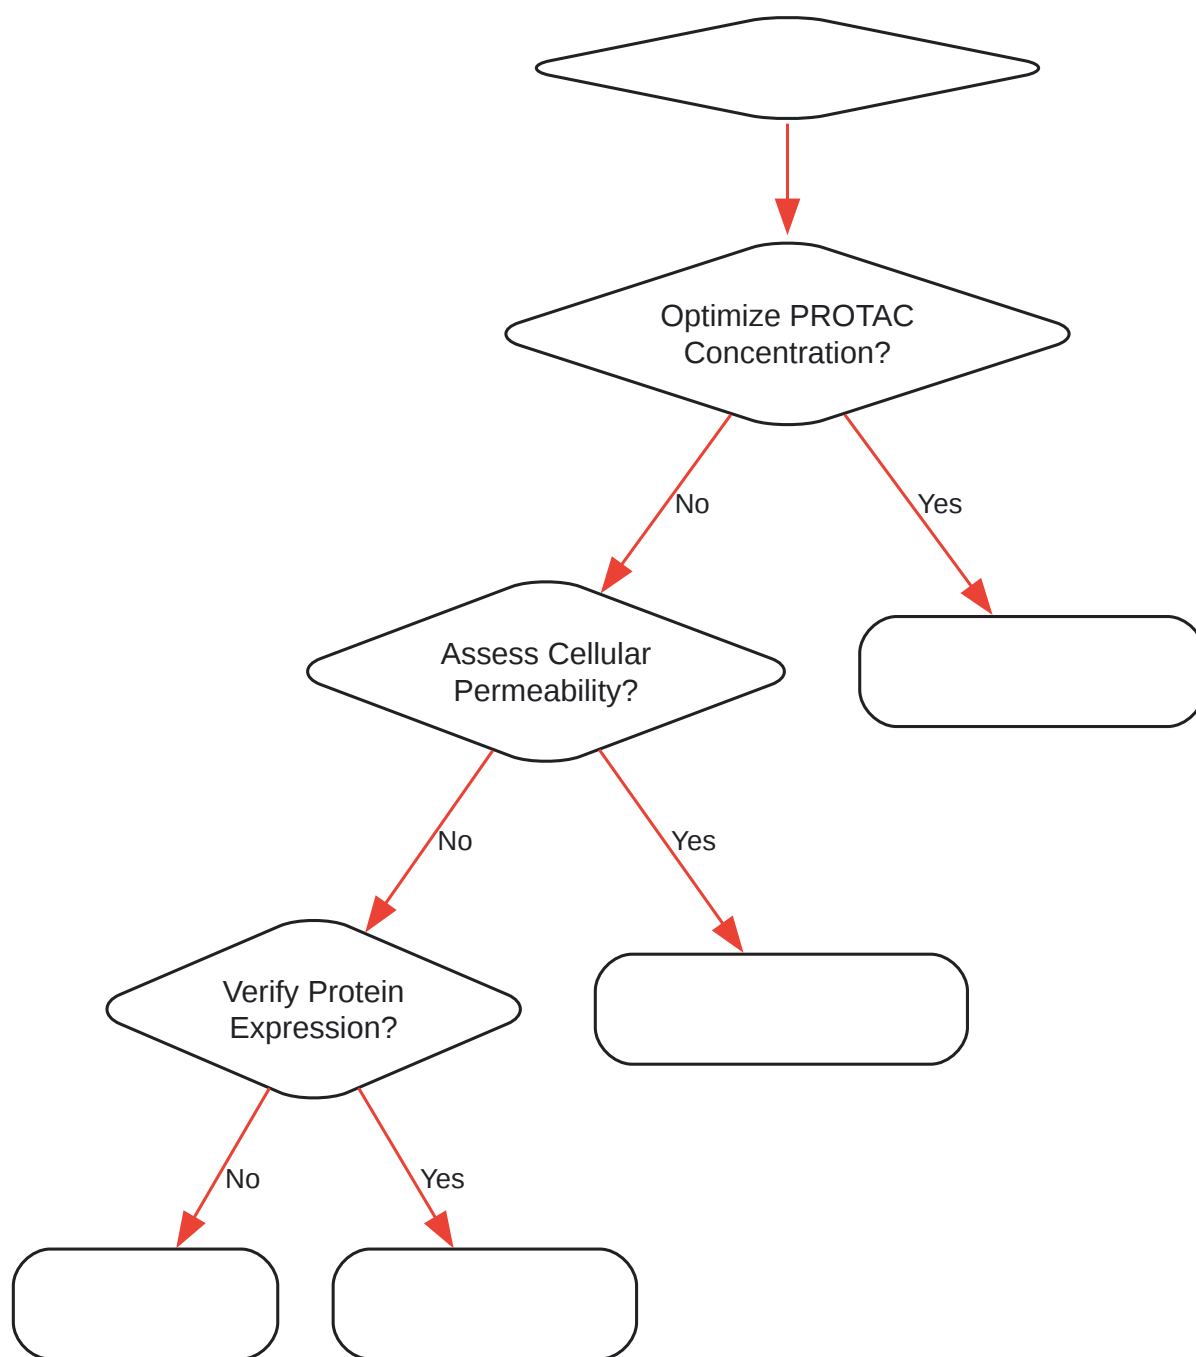 Optimize PROTAC
Concentration?
No
Yes
Assess Cellular
Permeability?
No
Yes
Verify Protein
Expression?
No
Yes